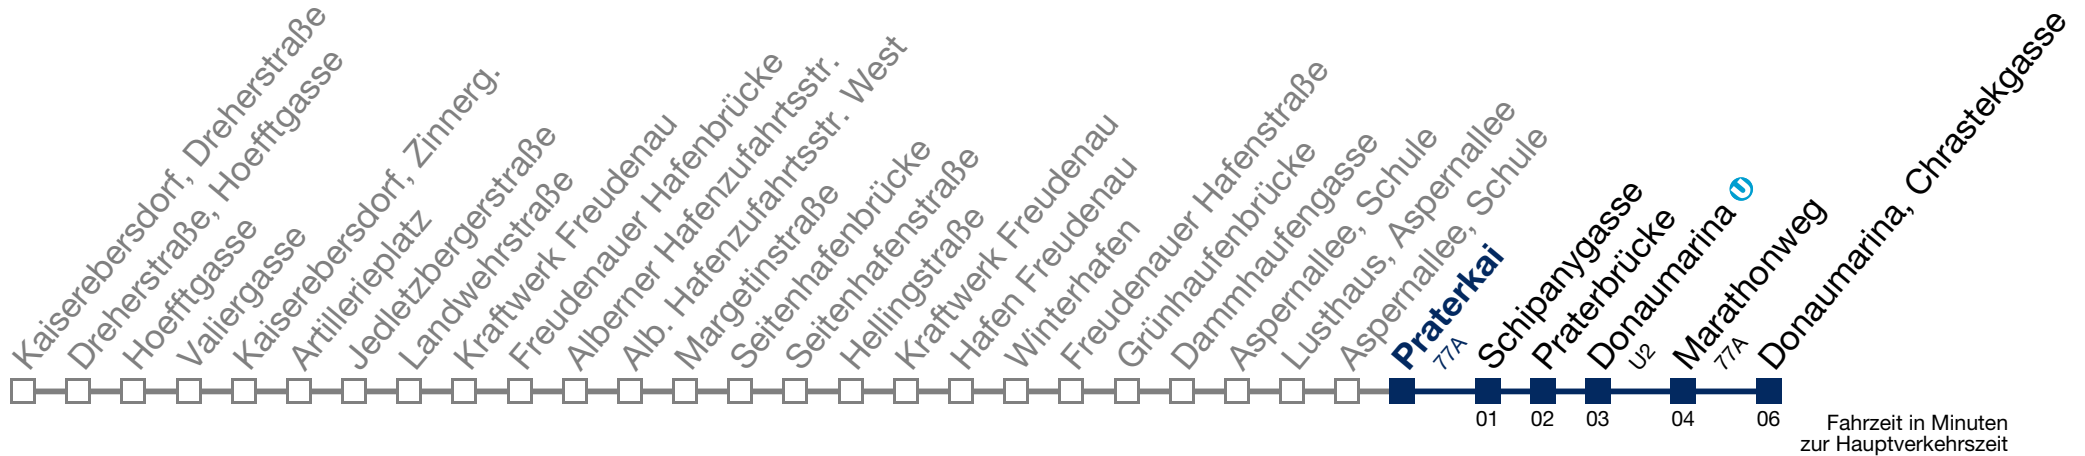 Kaiserebersdorf, Dreherstraße
Dreherstraße, Hoefftgasse
Hoefftgasse
Valiergasse
Kaiserebersdorf, Zinnerg.
Artillerieplatz
Jedletzbergerstraße
Landwehrstraße
Kraftwerk Freudenau
Freudenauer Hafenbrücke
Alberner Hafenzufahrtsstr.
Alb. Hafenzufahrtsstr. West
Margetinstraße
Seitenhafenbrücke
Seitenhafenstraße
Hellingstraße
Kraftwerk Freudenau
Hafen Freudenau
Winterhafen
Freudenauer Hafenstraße
Grünhaufenbrücke
Dammhaufengasse
Aspernallee, Schule
Lusthaus, Aspernallee
Aspernallee, Schule
Praterkai
77A
Schipanygasse
Praterbrücke
Donaumarina U
U2
Marathonweg
77A
Donaumarina, Chrastekgasse
01 02 03 04 06
Fahrzeit in Minuten
zur Hauptverkehrszeit